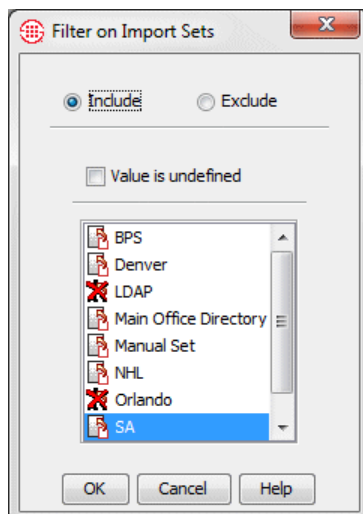 Filter on Import Sets
Include Exclude
Value is undefined
BPS
Denver
LDAP
Main Office Directory
Manual Set
NHL
Orlando
SA
OK Cancel Help